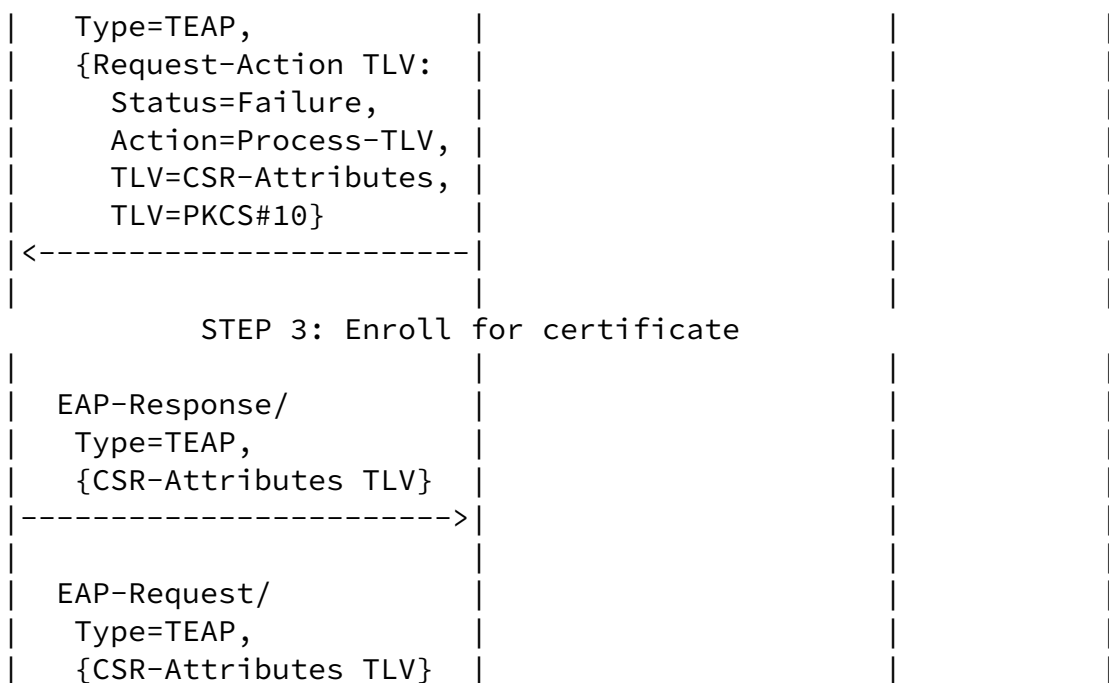 |   Type=TEAP,            |                       |            |
|   {Request-Action TLV:  |                       |            |
|     Status=Failure,     |                       |            |
|     Action=Process-TLV, |                       |            |
|     TLV=CSR-Attributes, |                       |            |
|     TLV=PKCS#10}        |                       |            |
|<------------------------|                       |            |
|                         |                       |            |
          STEP 3: Enroll for certificate
|                         |                       |            |
|  EAP-Response/          |                       |            |
|   Type=TEAP,            |                       |            |
|   {CSR-Attributes TLV}  |                       |            |
|------------------------>|                       |            |
|                         |                       |            |
|  EAP-Request/           |                       |            |
|   Type=TEAP,            |                       |            |
|   {CSR-Attributes TLV}  |                       |            |